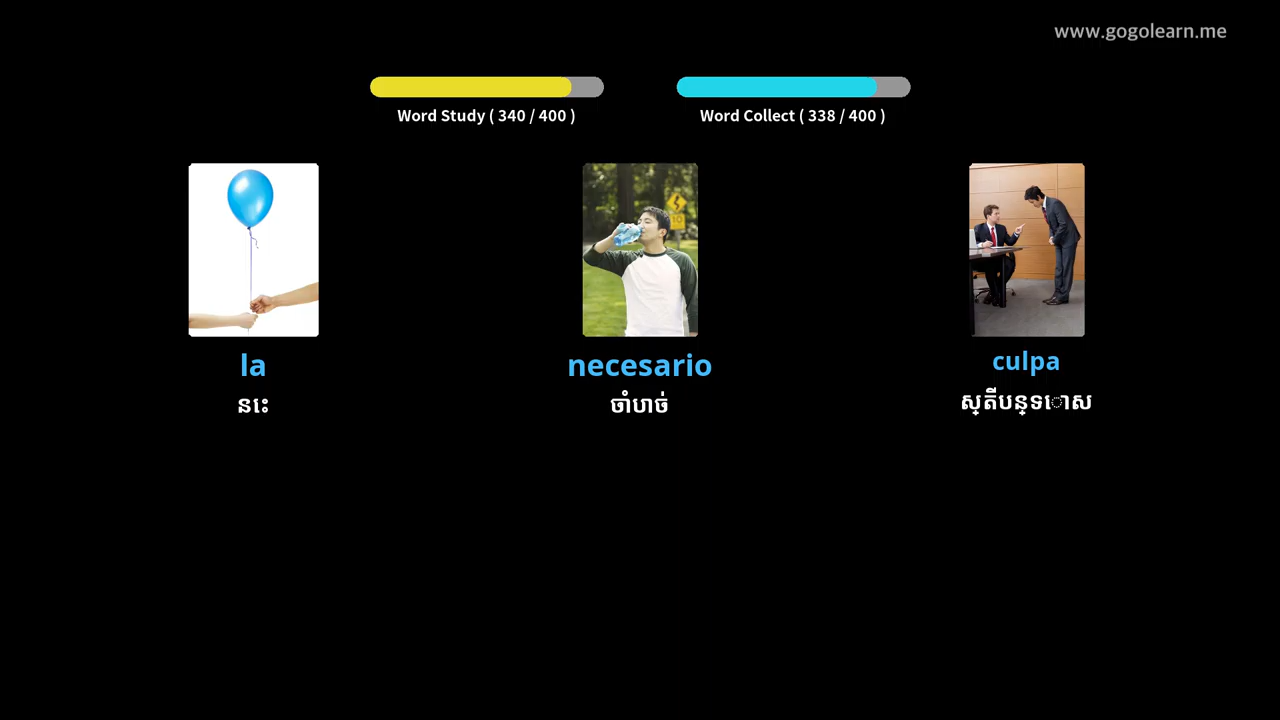 www.gogolearn.me
Word Study ( 340 / 400 )
Word Collect ( 338 / 400 )
la
necesario
culpa
នេះ
ចាំបាច់
ស្តីបន្ទោស